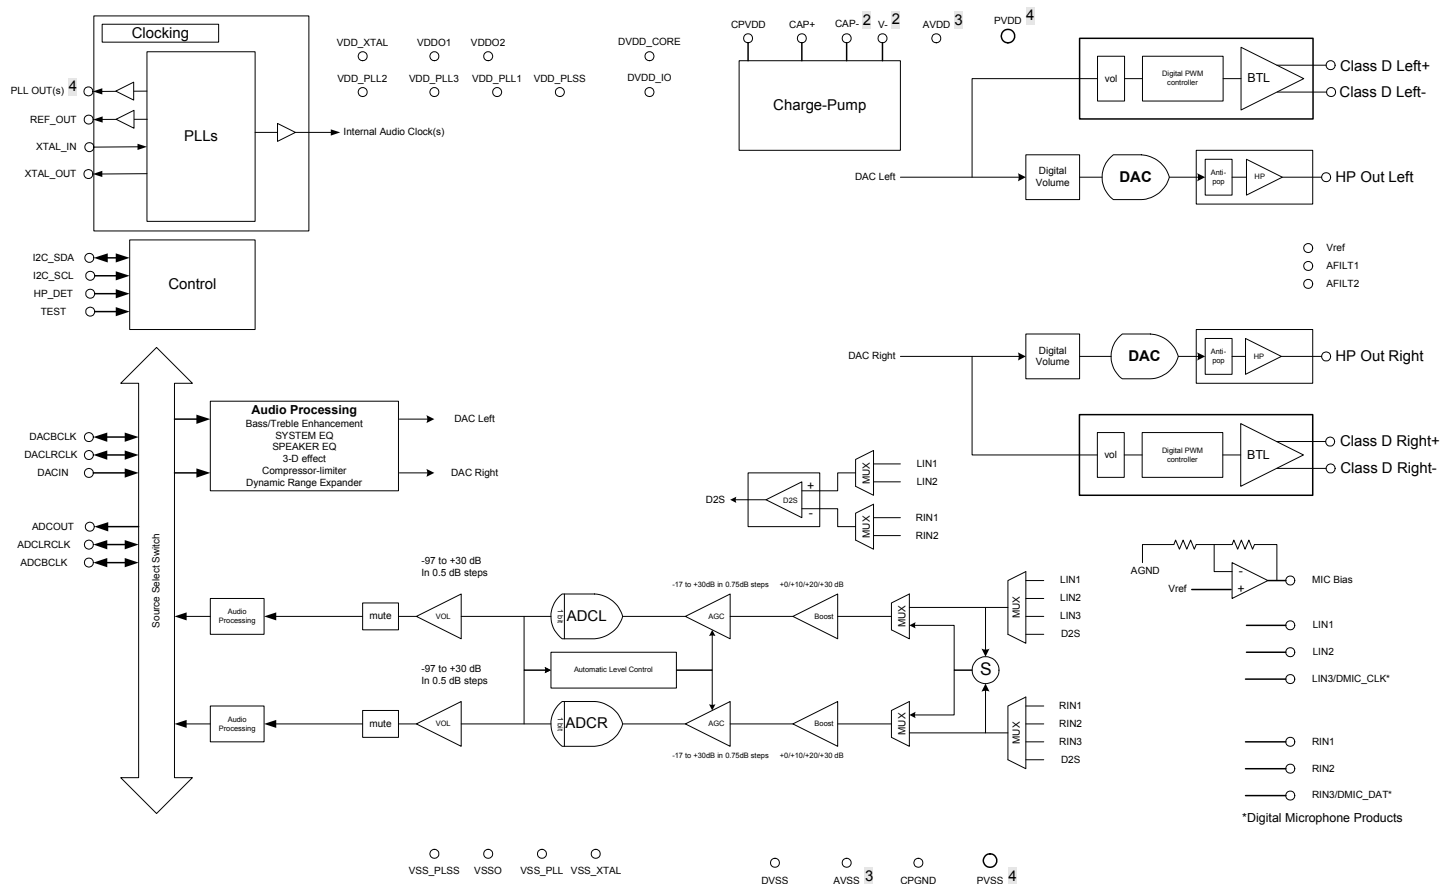 Clocking
PLLs
PLL OUT(s) 4
REF_OUT
XTAL_IN
XTAL_OUT
Internal Audio Clock(s)
VDD_XTAL
VDDO1
VDDO2
DVDD_CORE
VDD_PLL2
VDD_PLL3
VDD_PLL1
VDD_PLSS
DVDD_IO
CPVDD
CAP+
CAP- 2
V- 2
AVDD 3
PVDD 4
Charge-Pump
vol
Digital PWM
controller
BTL
Class D Left+
Class D Left-
DAC Left
Digital
Volume
DAC
Anti-
pop
HP
HP Out Left
Control
I2C_SDA
I2C_SCL
HP_DET
TEST
Vref
AFILT1
AFILT2
DAC Right
Digital
Volume
DAC
Anti-
pop
HP
HP Out Right
vol
Digital PWM
controller
BTL
Class D Right+
Class D Right-
Source Select Switch
DACBCLK
DACLRCLK
DACIN
ADCOUT
ADCLRCLK
ADCBCLK
Audio Processing
Bass/Treble Enhancement
SYSTEM EQ
SPEAKER EQ
3-D effect
Compressor-limiter
Dynamic Range Expander
DAC Left
DAC Right
D2S
D2S
+
-
MUX
LIN1
LIN2
MUX
RIN1
RIN2
AGND
Vref
-
+
MIC Bias
-97 to +30 dB
In 0.5 dB steps
-17 to +30dB in 0.75dB steps
+0/+10/+20/+30 dB
Audio
Processing
mute
VOL
1 bit
ADCL
AGC
Boost
MUX
MUX
LIN1
LIN2
LIN3
D2S
Automatic Level Control
S
-97 to +30 dB
In 0.5 dB steps
Audio
Processing
mute
VOL
1 bit
ADCR
AGC
Boost
MUX
MUX
RIN1
RIN2
RIN3
D2S
-17 to +30dB in 0.75dB steps
+0/+10/+20/+30 dB
LIN1
LIN2
LIN3/DMIC_CLK*
RIN1
RIN2
RIN3/DMIC_DAT*
*Digital Microphone Products
VSS_PLSS
VSSO
VSS_PLL
VSS_XTAL
DVSS
AVSS 3
CPGND
PVSS 4